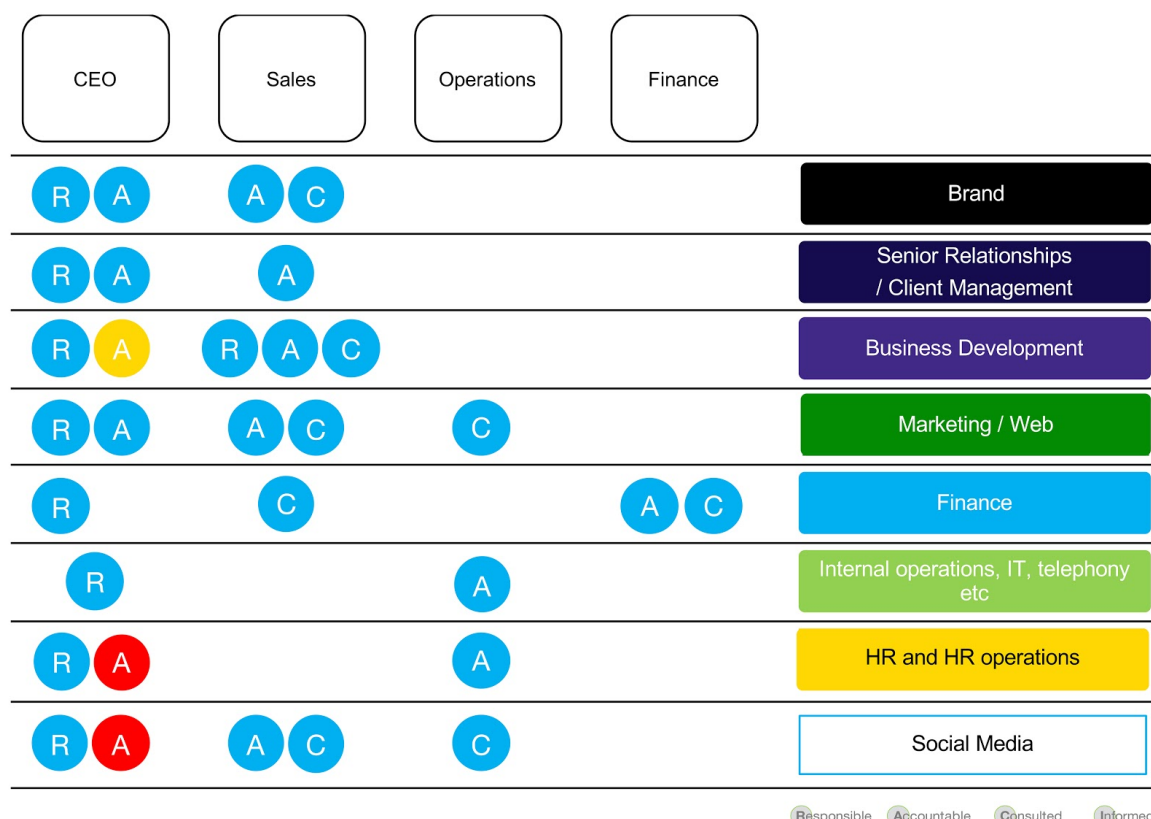 CEO
Sales
Operations
Finance
R A A C
Brand
R A A
Senior Relationships
/ Client Management
R A R A C
Business Development
R A A C C
Marketing / Web
R C A C
Finance
R A
Internal operations, IT, telephony
etc
R A A
HR and HR operations
R A A C C
Social Media
Responsible Accountable Consulted Informed